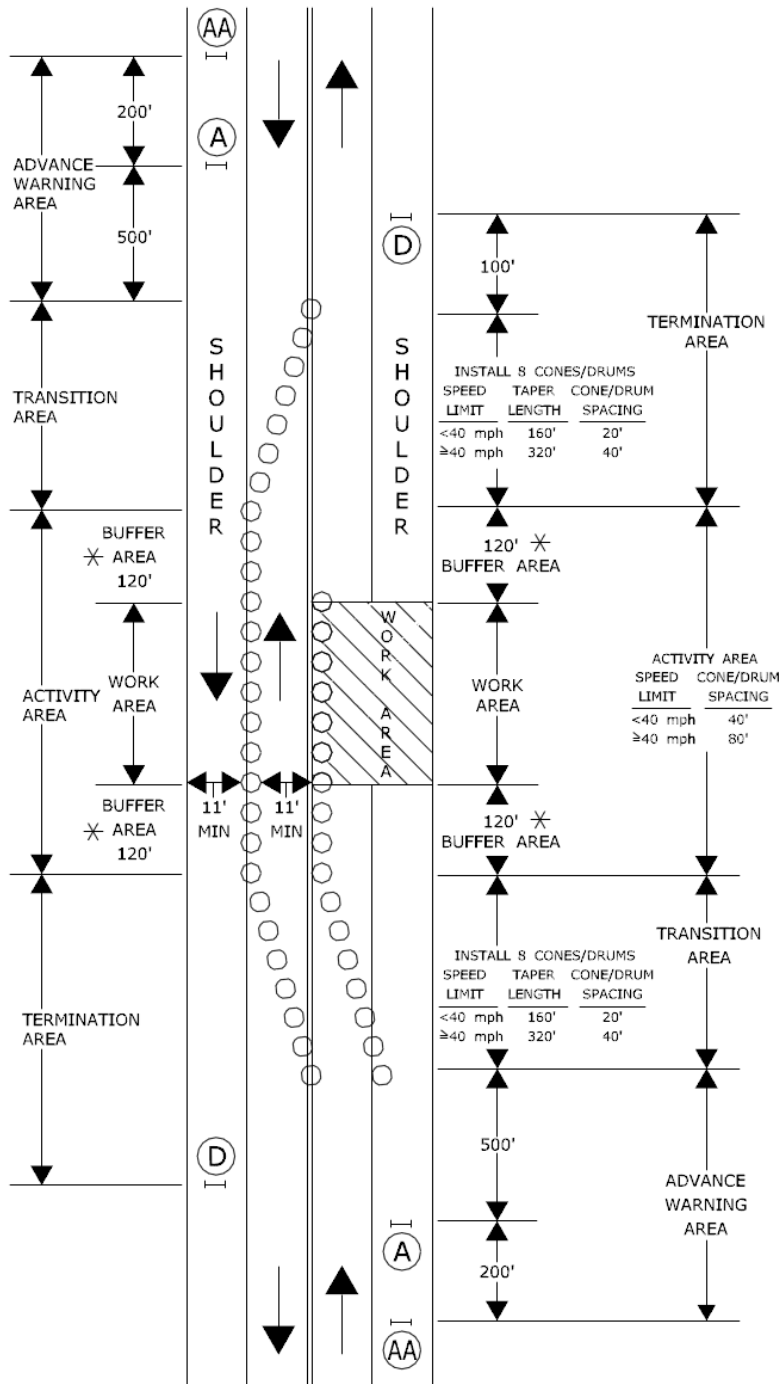 AA
200'
A
ADVANCE
WARNING
AREA
500'
D
100'
TERMINATION
AREA
SHOULDER
SHOULDER
TRANSITION
AREA
INSTALL 8 CONES/DRUMS
SPEED TAPER CONE/DRUM
LIMIT LENGTH SPACING
<40 mph 160' 20'
≥40 mph 320' 40'
BUFFER
* AREA
120'
120' *
BUFFER AREA
WORK AREA
WORK
AREA
ACTIVITY
AREA
WORK
AREA
ACTIVITY AREA
SPEED CONE/DRUM
LIMIT SPACING
<40 mph 40'
≥40 mph 80'
BUFFER
* AREA
120'
11'
MIN
11'
MIN
120' *
BUFFER AREA
TRANSITION
AREA
INSTALL 8 CONES/DRUMS
SPEED TAPER CONE/DRUM
LIMIT LENGTH SPACING
<40 mph 160' 20'
≥40 mph 320' 40'
TERMINATION
AREA
D
500'
ADVANCE
WARNING
AREA
A
200'
AA